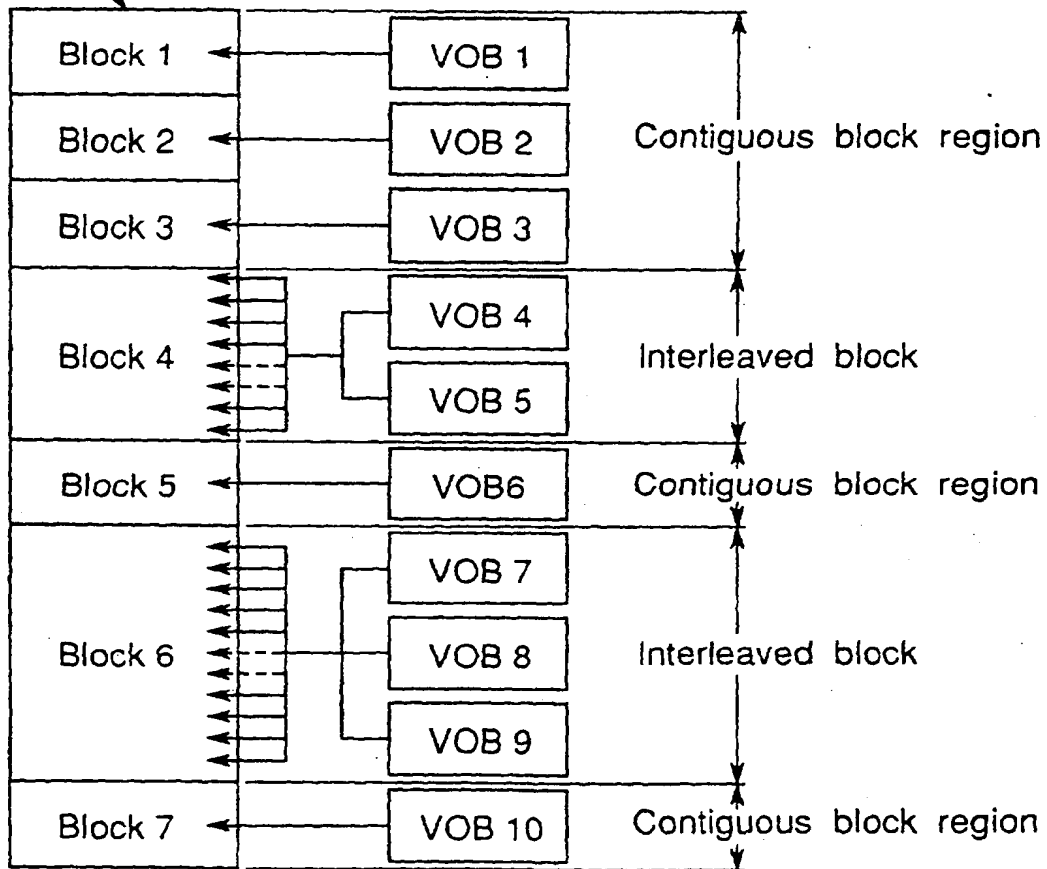 Block 1
VOB 1
Block 2
VOB 2
Contiguous block region
Block 3
VOB 3
VOB 4
Block 4
Interleaved block
VOB 5
Block 5
VOB6
Contiguous block region
VOB 7
Block 6
VOB 8
Interleaved block
VOB 9
Block 7
VOB 10
Contiguous block region